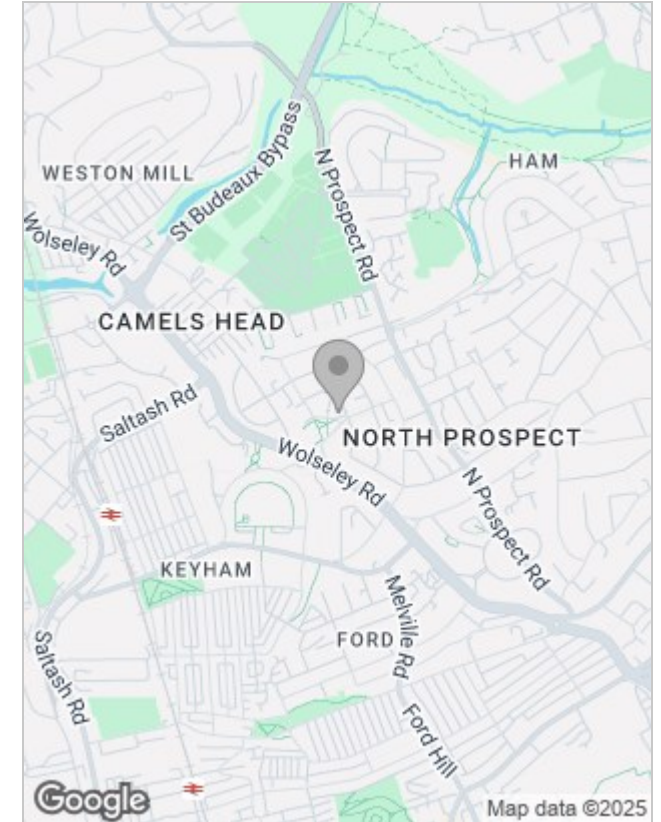 WESTON MILL
St Budeaux Bypass
N Prospect Rd
HAM
Wolseley Rd
CAMELS HEAD
Saltash Rd
NORTH PROSPECT
Wolseley Rd
N Prospect Rd
KEYHAM
Melville Rd
FORD
Saltash Rd
Ford Hill
Google
Map data ©2025